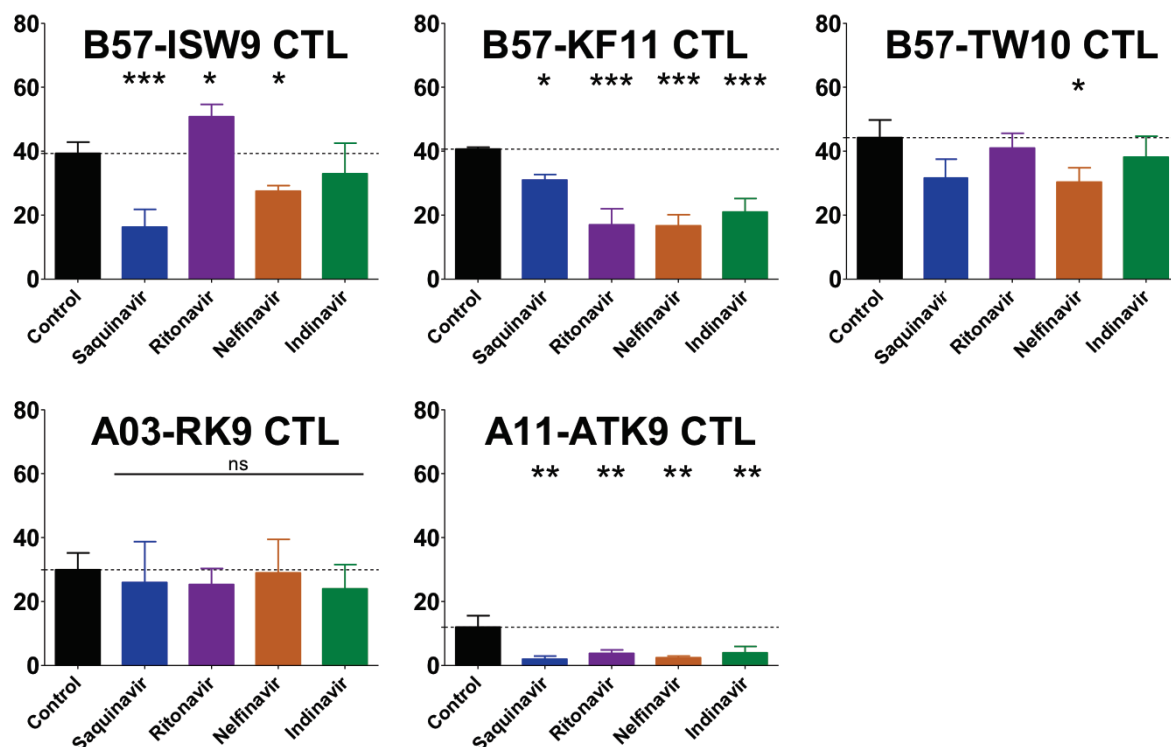 B57-ISW9 CTL
*** * *
80
60
40
20
0
Control Saquinavir Ritonavir Nelfinavir Indinavir
B57-KF11 CTL
* *** *** ***
80
60
40
20
0
Control Saquinavir Ritonavir Nelfinavir Indinavir
B57-TW10 CTL
*
80
60
40
20
0
Control Saquinavir Ritonavir Nelfinavir Indinavir
A03-RK9 CTL
ns
80
60
40
20
0
Control Saquinavir Ritonavir Nelfinavir Indinavir
A11-ATK9 CTL
** ** ** **
80
60
40
20
0
Control Saquinavir Ritonavir Nelfinavir Indinavir